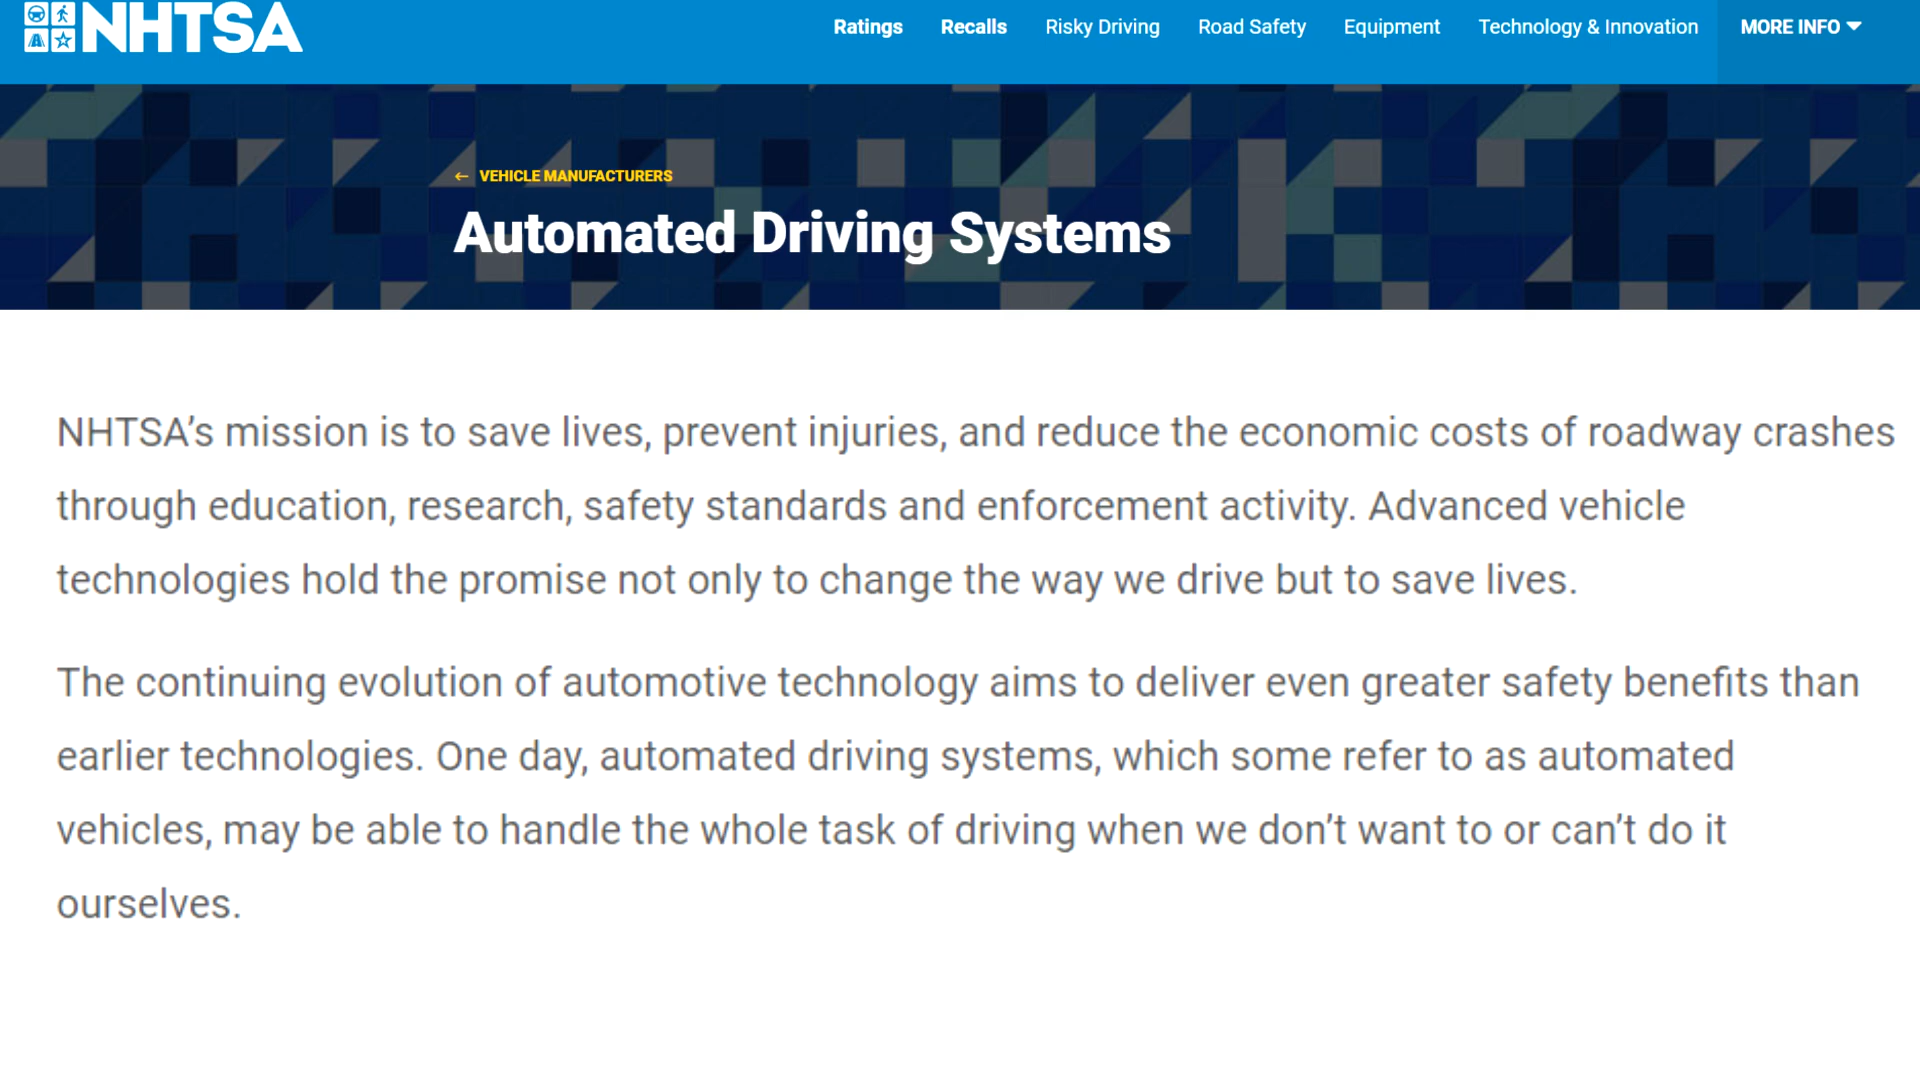 NHTSA
Ratings Recalls Risky Driving Road Safety Equipment Technology & Innovation MORE INFO
← VEHICLE MANUFACTURERS
Automated Driving Systems
NHTSA’s mission is to save lives, prevent injuries, and reduce the economic costs of roadway crashes
through education, research, safety standards and enforcement activity. Advanced vehicle
technologies hold the promise not only to change the way we drive but to save lives.
The continuing evolution of automotive technology aims to deliver even greater safety benefits than
earlier technologies. One day, automated driving systems, which some refer to as automated
vehicles, may be able to handle the whole task of driving when we don’t want to or can’t do it
ourselves.